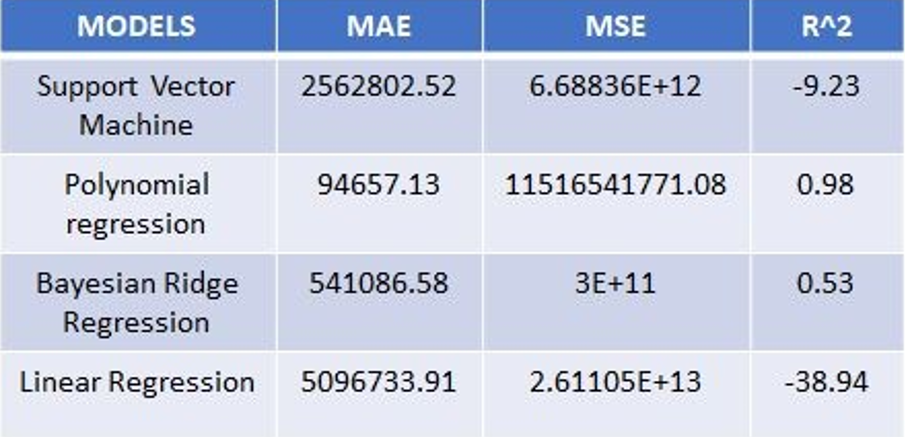 MODELS MAE MSE R^2
Support Vector 2562802.52 6.68836E+12 -9.23
Machine
Polynomial 94657.13 11516541771.08 0.98
regression
Bayesian Ridge 541086.58 3E+11 0.53
Regression
Linear Regression 5096733.91 2.61105E+13 -38.94